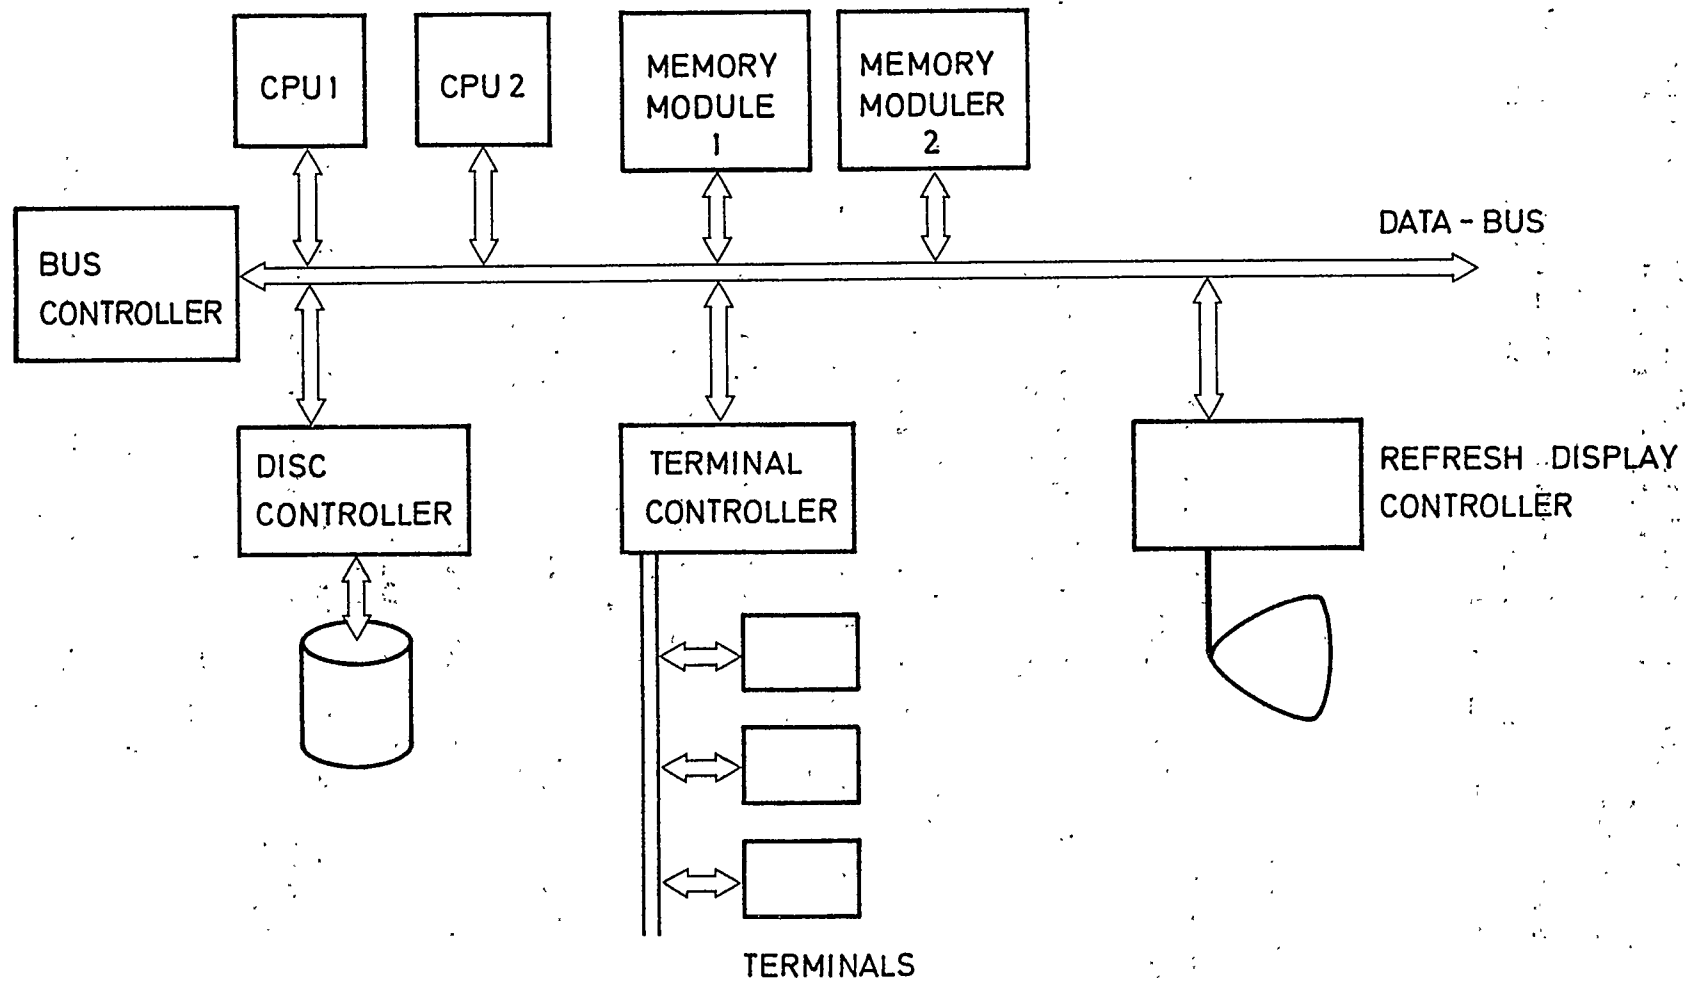 CPU 1
CPU 2
MEMORY
MODULE
1
MEMORY
MODULER
2
DATA - BUS
BUS
CONTROLLER
DISC
CONTROLLER
TERMINAL
CONTROLLER
REFRESH DISPLAY
CONTROLLER
TERMINALS